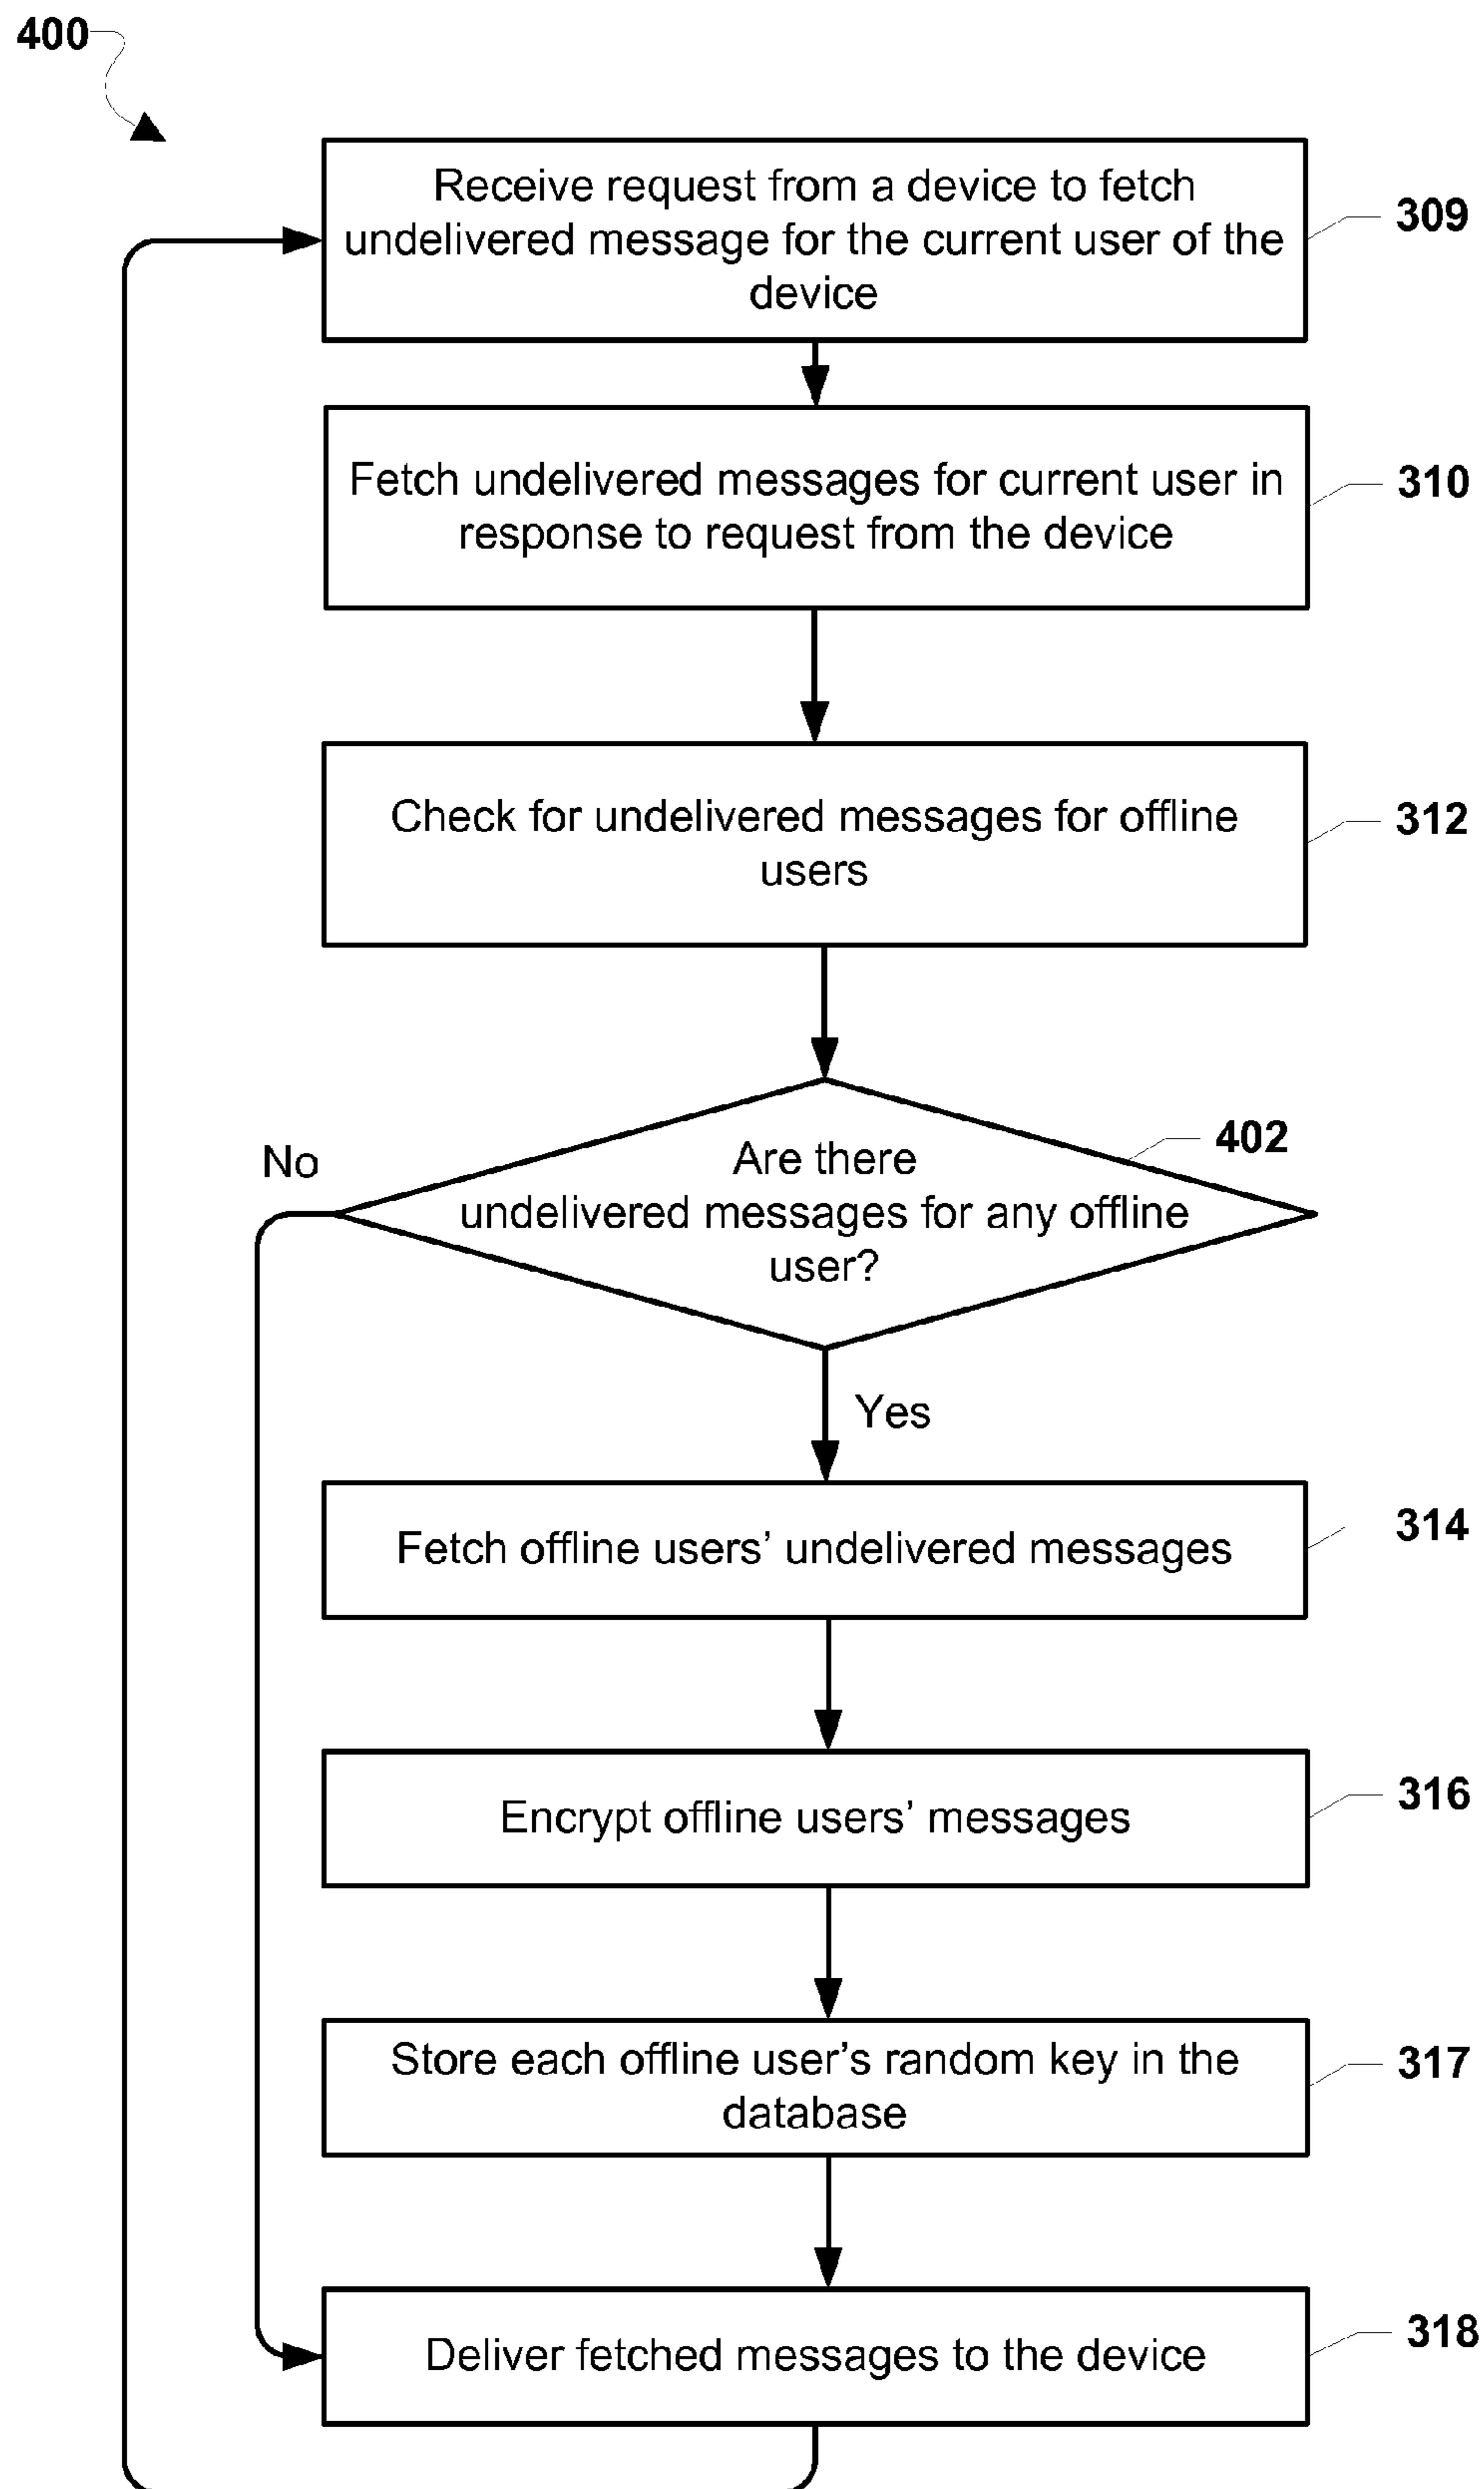 400
Receive request from a device to fetch
undelivered message for the current user of the
device
309
Fetch undelivered messages for current user in
response to request from the device
310
Check for undelivered messages for offline
users
312
Are there
undelivered messages for any offline
user?
402
No
Yes
Fetch offline users’ undelivered messages
314
Encrypt offline users’ messages
316
Store each offline user’s random key in the
database
317
Deliver fetched messages to the device
318